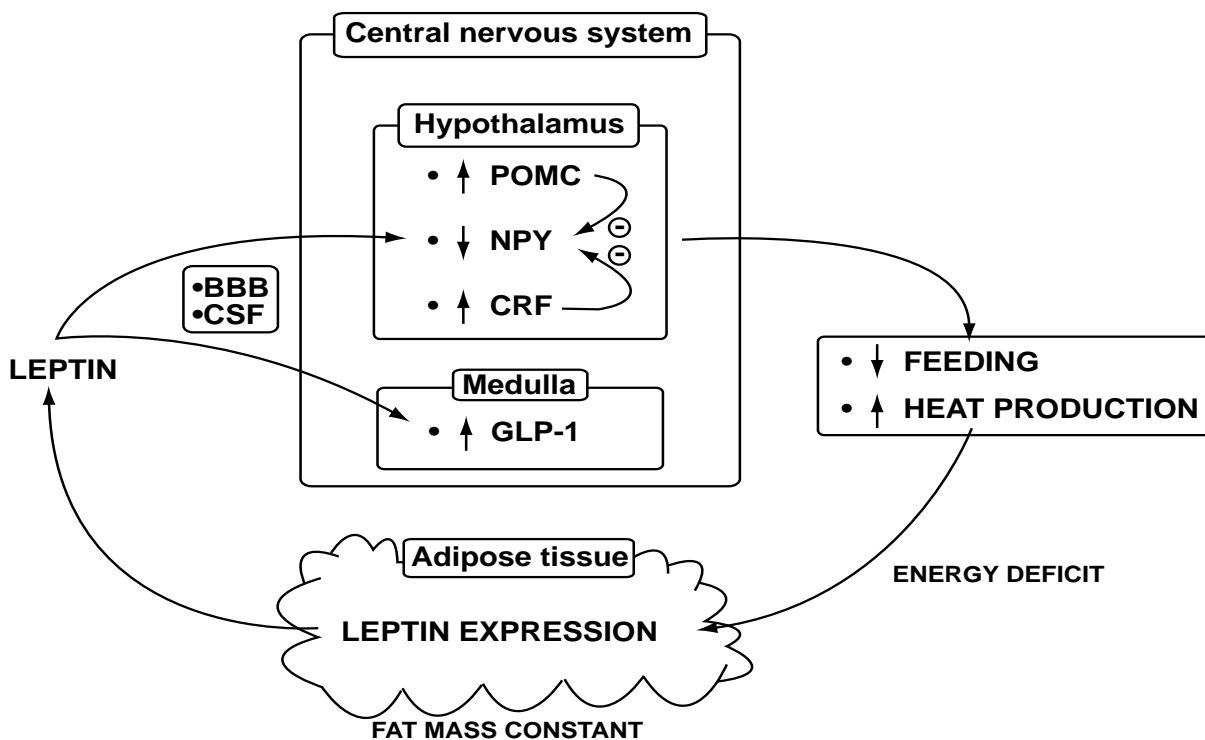 Central nervous system
Hypothalamus
• ↑ POMC
• ↓ NPY
• ↑ CRF
-
-
•BBB
•CSF
LEPTIN
Medulla
• ↑ GLP-1
• ↓ FEEDING
• ↑ HEAT PRODUCTION
Adipose tissue
LEPTIN EXPRESSION
ENERGY DEFICIT
FAT MASS CONSTANT